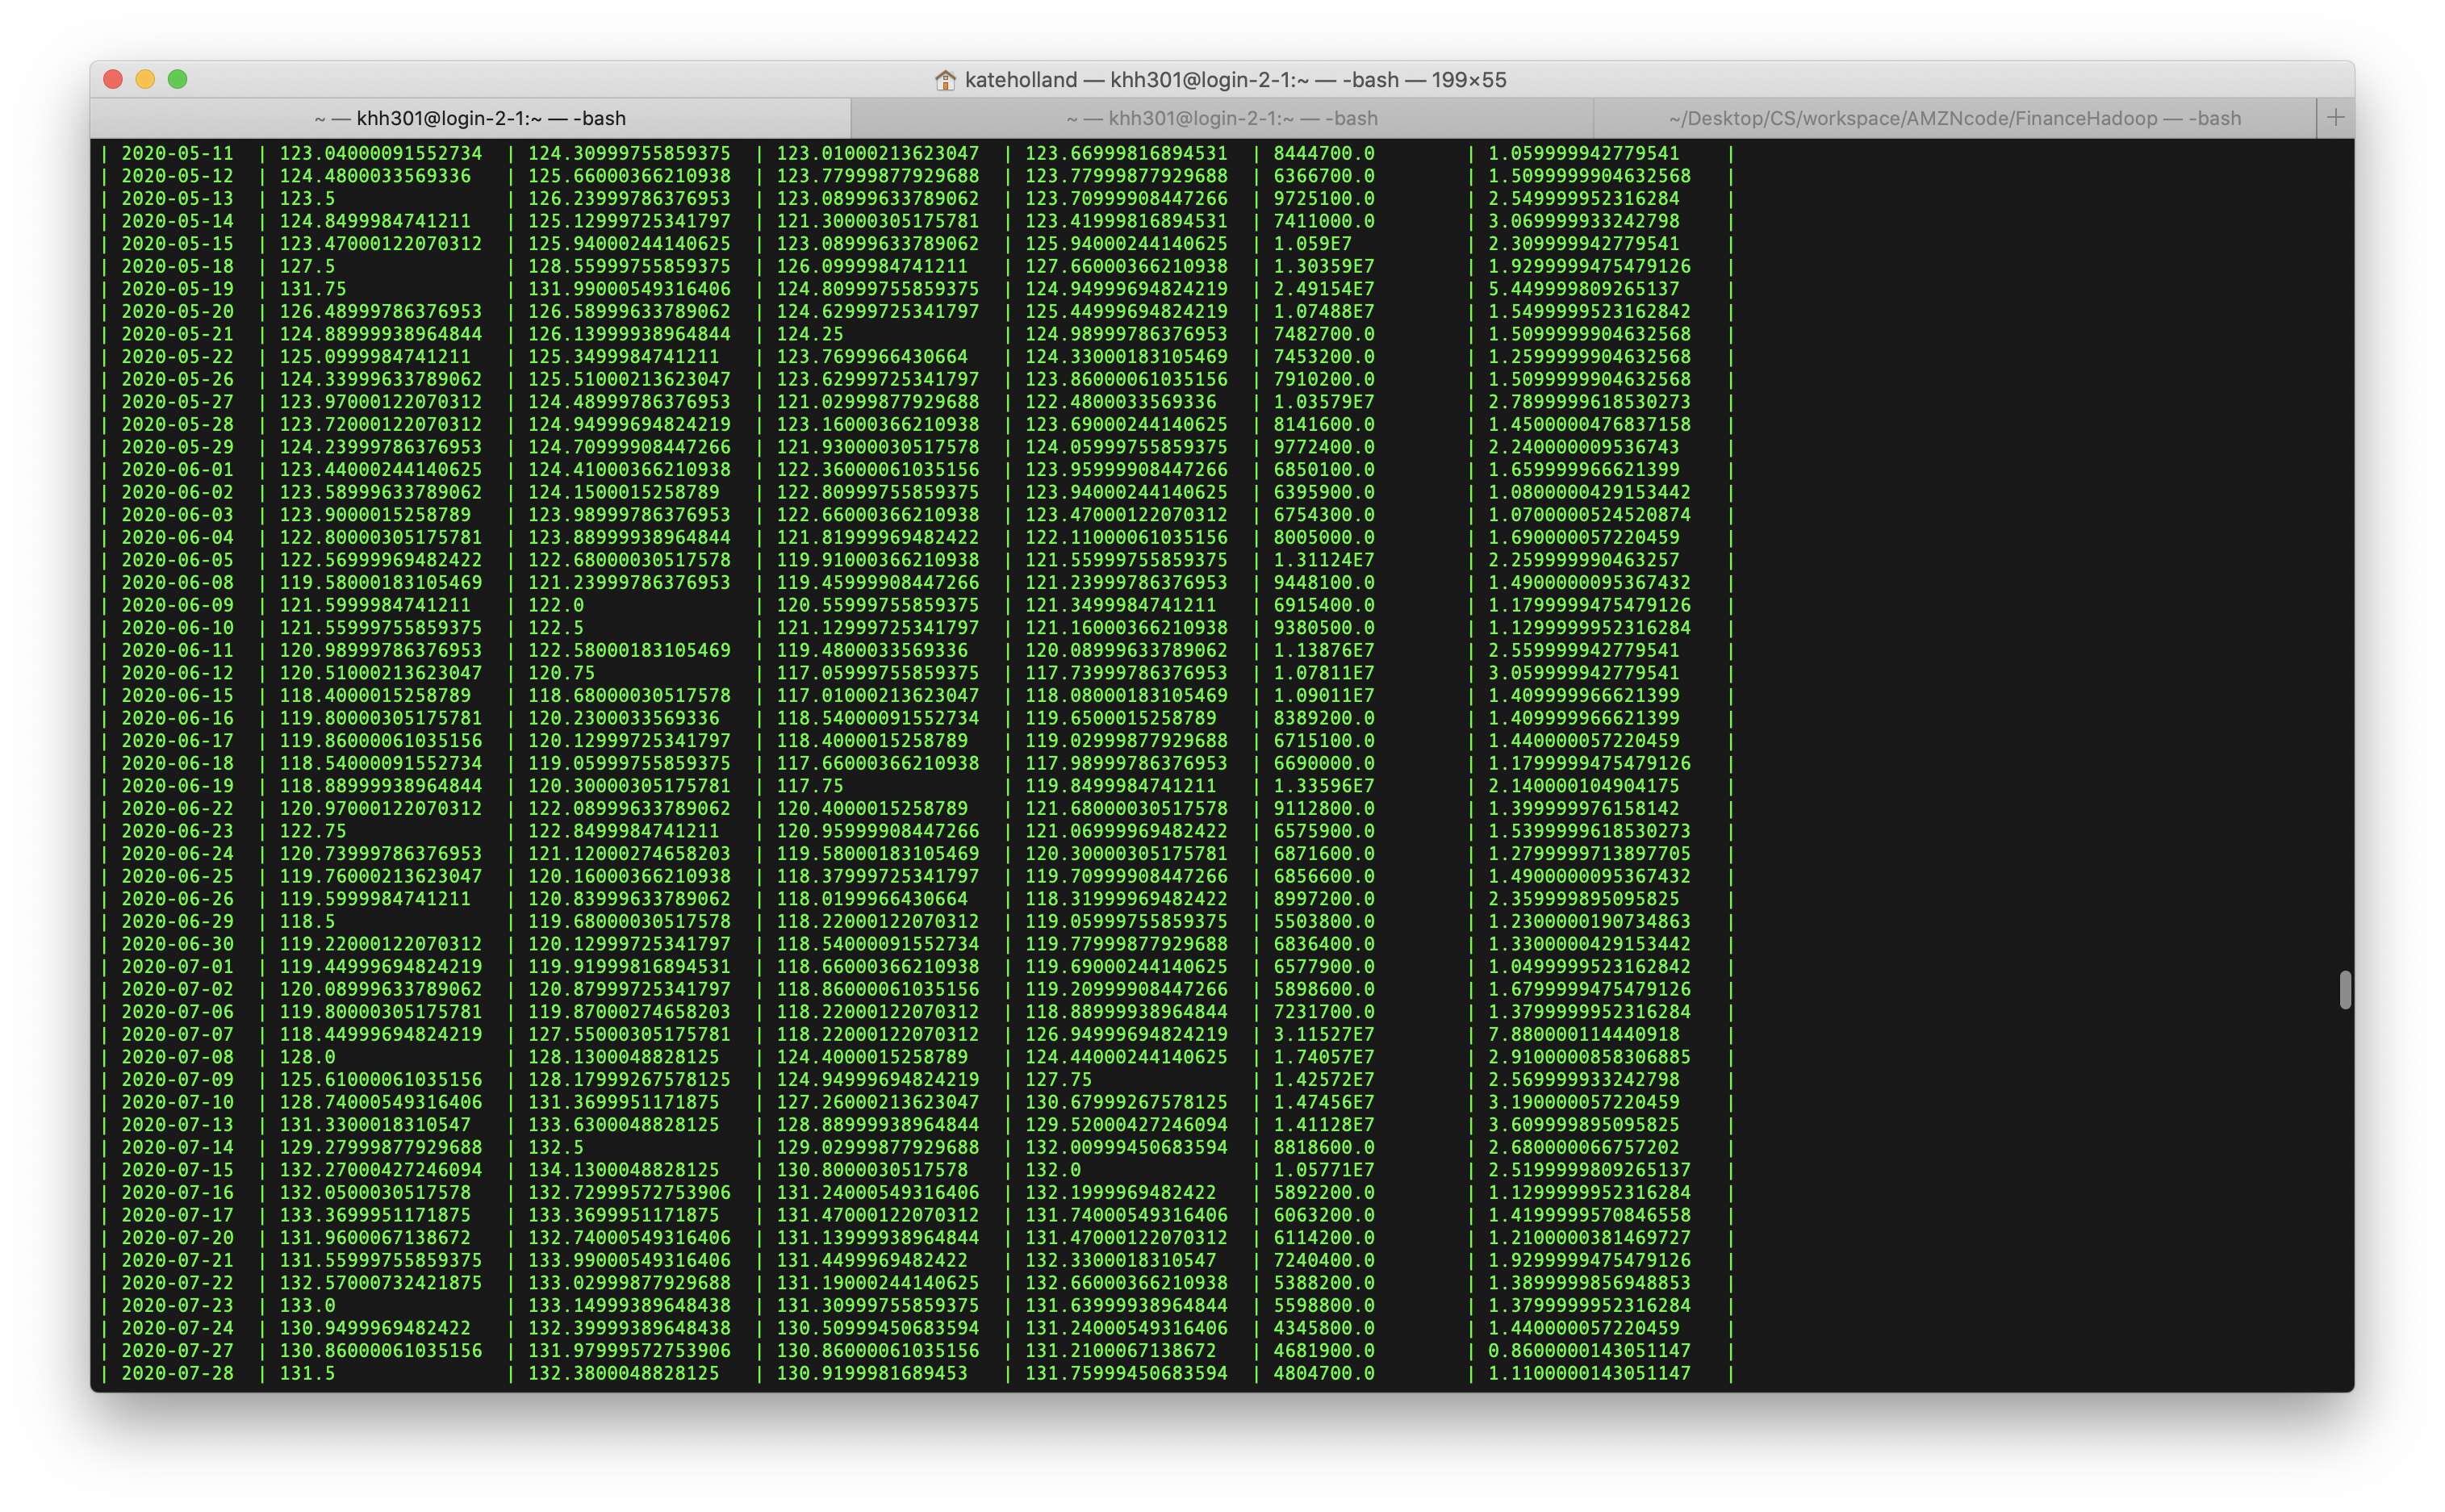 kateholland — khh301@login-2-1:~ — -bash — 199×55
~ — khh301@login-2-1:~ — -bash ~ — khh301@login-2-1:~ — -bash ~/Desktop/CS/workspace/AMZNcode/FinanceHadoop — -bash +
| 2020-05-11 | 123.04000091552734 | 124.30999755859375 | 123.01000213623047 | 123.66999816894531 | 8444700.0 | 1.059999942779541 |
| 2020-05-12 | 124.4800033569336 | 125.66000366210938 | 123.77999877929688 | 123.77999877929688 | 6366700.0 | 1.5099999904632568 |
| 2020-05-13 | 123.5 | 126.23999786376953 | 123.08999633789062 | 123.70999908447266 | 9725100.0 | 2.549999952316284 |
| 2020-05-14 | 124.8499984741211 | 125.12999725341797 | 121.30000305175781 | 123.41999816894531 | 7411000.0 | 3.069999933242798 |
| 2020-05-15 | 123.47000122070312 | 125.94000244140625 | 123.08999633789062 | 125.94000244140625 | 1.059E7 | 2.309999942779541 |
| 2020-05-18 | 127.5 | 128.55999755859375 | 126.0999984741211 | 127.66000366210938 | 1.30359E7 | 1.9299999475479126 |
| 2020-05-19 | 131.75 | 131.99000549316406 | 124.80999755859375 | 124.94999694824219 | 2.49154E7 | 5.449999809265137 |
| 2020-05-20 | 126.48999786376953 | 126.58999633789062 | 124.62999725341797 | 125.44999694824219 | 1.07488E7 | 1.5499999523162842 |
| 2020-05-21 | 124.88999938964844 | 126.13999938964844 | 124.25 | 124.98999786376953 | 7482700.0 | 1.5099999904632568 |
| 2020-05-22 | 125.0999984741211 | 125.3499984741211 | 123.7699966430664 | 124.33000183105469 | 7453200.0 | 1.2599999904632568 |
| 2020-05-26 | 124.33999633789062 | 125.51000213623047 | 123.62999725341797 | 123.86000061035156 | 7910200.0 | 1.5099999904632568 |
| 2020-05-27 | 123.97000122070312 | 124.48999786376953 | 121.02999877929688 | 122.4800033569336 | 1.03579E7 | 2.7899999618530273 |
| 2020-05-28 | 123.72000122070312 | 124.94999694824219 | 123.16000366210938 | 123.69000244140625 | 8141600.0 | 1.4500000476837158 |
| 2020-05-29 | 124.23999786376953 | 124.70999908447266 | 121.93000030517578 | 124.05999755859375 | 9772400.0 | 2.240000009536743 |
| 2020-06-01 | 123.44000244140625 | 124.41000366210938 | 122.36000061035156 | 123.95999908447266 | 6850100.0 | 1.659999966621399 |
| 2020-06-02 | 123.58999633789062 | 124.1500015258789 | 122.80999755859375 | 123.94000244140625 | 6395900.0 | 1.0800000429153442 |
| 2020-06-03 | 123.9000015258789 | 123.98999786376953 | 122.66000366210938 | 123.47000122070312 | 6754300.0 | 1.0700000524520874 |
| 2020-06-04 | 122.80000305175781 | 123.88999938964844 | 121.81999969482422 | 122.11000061035156 | 8005000.0 | 1.690000057220459 |
| 2020-06-05 | 122.56999969482422 | 122.68000030517578 | 119.91000366210938 | 121.55999755859375 | 1.31124E7 | 2.259999990463257 |
| 2020-06-08 | 119.58000183105469 | 121.23999786376953 | 119.45999908447266 | 121.23999786376953 | 9448100.0 | 1.4900000095367432 |
| 2020-06-09 | 121.5999984741211 | 122.0 | 120.55999755859375 | 121.3499984741211 | 6915400.0 | 1.1799999475479126 |
| 2020-06-10 | 121.55999755859375 | 122.5 | 121.12999725341797 | 121.16000366210938 | 9380500.0 | 1.1299999952316284 |
| 2020-06-11 | 120.98999786376953 | 122.58000183105469 | 119.4800033569336 | 120.08999633789062 | 1.13876E7 | 2.559999942779541 |
| 2020-06-12 | 120.51000213623047 | 120.75 | 117.05999755859375 | 117.73999786376953 | 1.07811E7 | 3.059999942779541 |
| 2020-06-15 | 118.4000015258789 | 118.68000030517578 | 117.01000213623047 | 118.08000183105469 | 1.09011E7 | 1.409999966621399 |
| 2020-06-16 | 119.80000305175781 | 120.2300033569336 | 118.54000091552734 | 119.6500015258789 | 8389200.0 | 1.409999966621399 |
| 2020-06-17 | 119.86000061035156 | 120.12999725341797 | 118.4000015258789 | 119.02999877929688 | 6715100.0 | 1.440000057220459 |
| 2020-06-18 | 118.54000091552734 | 119.05999755859375 | 117.66000366210938 | 117.98999786376953 | 6690000.0 | 1.1799999475479126 |
| 2020-06-19 | 118.88999938964844 | 120.30000305175781 | 117.75 | 119.8499984741211 | 1.33596E7 | 2.140000104904175 |
| 2020-06-22 | 120.97000122070312 | 122.08999633789062 | 120.4000015258789 | 121.68000030517578 | 9112800.0 | 1.399999976158142 |
| 2020-06-23 | 122.75 | 122.8499984741211 | 120.95999908447266 | 121.06999969482422 | 6575900.0 | 1.5399999618530273 |
| 2020-06-24 | 120.73999786376953 | 121.12000274658203 | 119.58000183105469 | 120.30000305175781 | 6871600.0 | 1.2799999713897705 |
| 2020-06-25 | 119.76000213623047 | 120.16000366210938 | 118.37999725341797 | 119.70999908447266 | 6856600.0 | 1.4900000095367432 |
| 2020-06-26 | 119.5999984741211 | 120.83999633789062 | 118.0199966430664 | 118.31999969482422 | 8997200.0 | 2.359999895095825 |
| 2020-06-29 | 118.5 | 119.68000030517578 | 118.22000122070312 | 119.05999755859375 | 5503800.0 | 1.2300000190734863 |
| 2020-06-30 | 119.22000122070312 | 120.12999725341797 | 118.54000091552734 | 119.77999877929688 | 6836400.0 | 1.3300000429153442 |
| 2020-07-01 | 119.44999694824219 | 119.91999816894531 | 118.66000366210938 | 119.69000244140625 | 6577900.0 | 1.0499999523162842 |
| 2020-07-02 | 120.08999633789062 | 120.87999725341797 | 118.86000061035156 | 119.20999908447266 | 5898600.0 | 1.6799999475479126 |
| 2020-07-06 | 119.80000305175781 | 119.87000274658203 | 118.22000122070312 | 118.88999938964844 | 7231700.0 | 1.3799999952316284 |
| 2020-07-07 | 118.44999694824219 | 127.55000305175781 | 118.22000122070312 | 126.94999694824219 | 3.11527E7 | 7.880000114440918 |
| 2020-07-08 | 128.0 | 128.1300048828125 | 124.4000015258789 | 124.44000244140625 | 1.74057E7 | 2.9100000858306885 |
| 2020-07-09 | 125.61000061035156 | 128.17999267578125 | 124.94999694824219 | 127.75 | 1.42572E7 | 2.569999933242798 |
| 2020-07-10 | 128.74000549316406 | 131.3699951171875 | 127.26000213623047 | 130.67999267578125 | 1.47456E7 | 3.190000057220459 |
| 2020-07-13 | 131.3300018310547 | 133.6300048828125 | 128.88999938964844 | 129.52000427246094 | 1.41128E7 | 3.609999895095825 |
| 2020-07-14 | 129.27999877929688 | 132.5 | 129.02999877929688 | 132.00999450683594 | 8818600.0 | 2.680000066757202 |
| 2020-07-15 | 132.27000427246094 | 134.1300048828125 | 130.8000030517578 | 132.0 | 1.05771E7 | 2.5199999809265137 |
| 2020-07-16 | 132.0500030517578 | 132.72999572753906 | 131.24000549316406 | 132.1999969482422 | 5892200.0 | 1.1299999952316284 |
| 2020-07-17 | 133.3699951171875 | 133.3699951171875 | 131.47000122070312 | 131.74000549316406 | 6063200.0 | 1.4199999570846558 |
| 2020-07-20 | 131.9600067138672 | 132.74000549316406 | 131.13999938964844 | 131.47000122070312 | 6114200.0 | 1.2100000381469727 |
| 2020-07-21 | 131.55999755859375 | 133.99000549316406 | 131.4499969482422 | 132.3300018310547 | 7240400.0 | 1.9299999475479126 |
| 2020-07-22 | 132.57000732421875 | 133.02999877929688 | 131.19000244140625 | 132.66000366210938 | 5388200.0 | 1.3899999856948853 |
| 2020-07-23 | 133.0 | 133.14999389648438 | 131.30999755859375 | 131.63999938964844 | 5598800.0 | 1.3799999952316284 |
| 2020-07-24 | 130.9499969482422 | 132.39999389648438 | 130.50999450683594 | 131.24000549316406 | 4345800.0 | 1.440000057220459 |
| 2020-07-27 | 130.86000061035156 | 131.97999572753906 | 130.86000061035156 | 131.2100067138672 | 4681900.0 | 0.8600000143051147 |
| 2020-07-28 | 131.5 | 132.3800048828125 | 130.9199981689453 | 131.75999450683594 | 4804700.0 | 1.1100000143051147 |